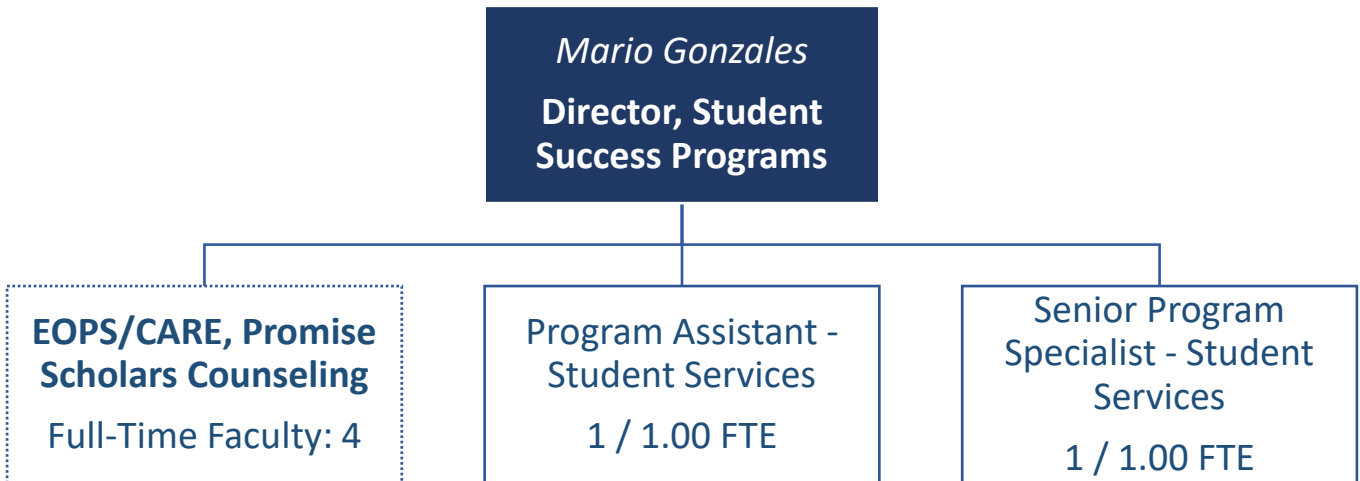 Mario Gonzales
Director, Student
Success Programs
EOPS/CARE, Promise
Scholars Counseling
Full-Time Faculty: 4
Program Assistant -
Student Services
1 / 1.00 FTE
Senior Program
Specialist - Student
Services
1 / 1.00 FTE